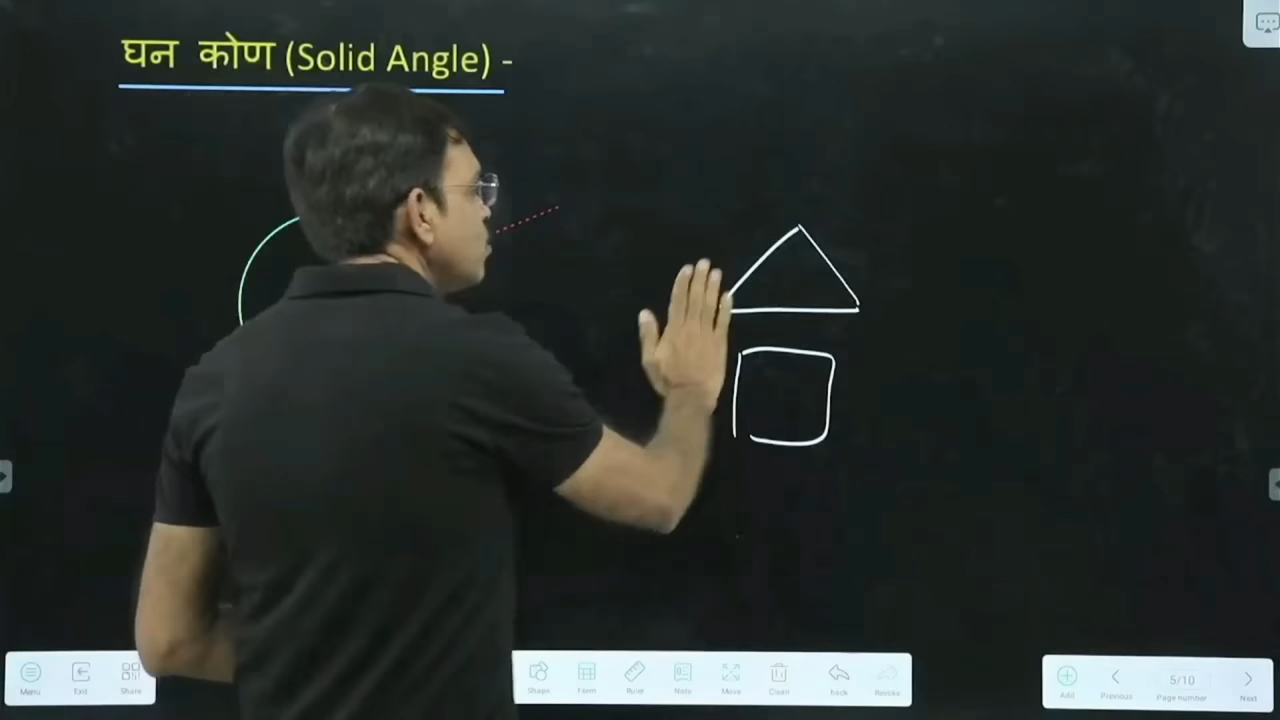 घन कोण (Solid Angle) -
Menu
Exit
Share
Shape
Form
Ruler
Note
Move
Clean
back
Revoke
Add
Previous
5/10
Page number
Next